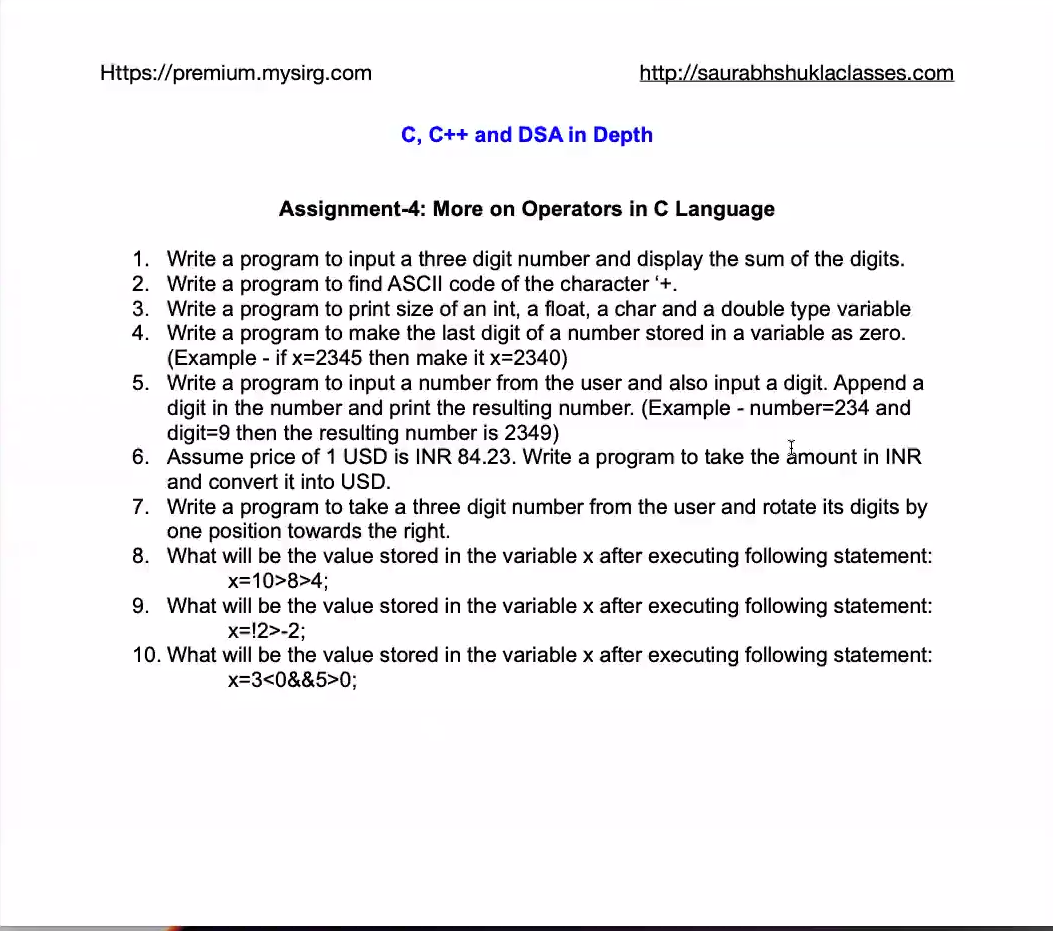 Https://premium.mysirg.com http://saurabhshuklaclasses.com
C, C++ and DSA in Depth
Assignment-4: More on Operators in C Language
1. Write a program to input a three digit number and display the sum of the digits.
2. Write a program to find ASCII code of the character ‘+.
3. Write a program to print size of an int, a float, a char and a double type variable
4. Write a program to make the last digit of a number stored in a variable as zero.
(Example - if x=2345 then make it x=2340)
5. Write a program to input a number from the user and also input a digit. Append a
digit in the number and print the resulting number. (Example - number=234 and
digit=9 then the resulting number is 2349)
6. Assume price of 1 USD is INR 84.23. Write a program to take the amount in INR
and convert it into USD.
7. Write a program to take a three digit number from the user and rotate its digits by
one position towards the right.
8. What will be the value stored in the variable x after executing following statement:
x=10>8>4;
9. What will be the value stored in the variable x after executing following statement:
x=!2>-2;
10. What will be the value stored in the variable x after executing following statement:
x=3<0&&5>0;